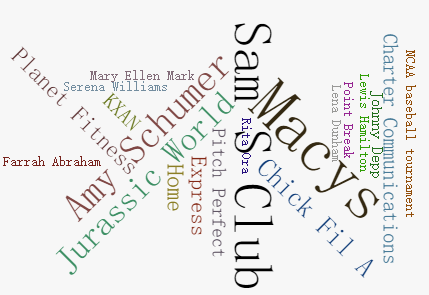 Planet Fitness
Mary Ellen Mark
Serena Williams
KXAN
Farrah Abraham
Amy Schumer
Jurassic World
Home
Express
Pitch Perfect
Sam S Club
Rita Ora
Macys
Chick Fil A
Lena Dunham
Point Break
Lewis Hamilton
Johnny Depp
Charter Communications
NCAA baseball tournament